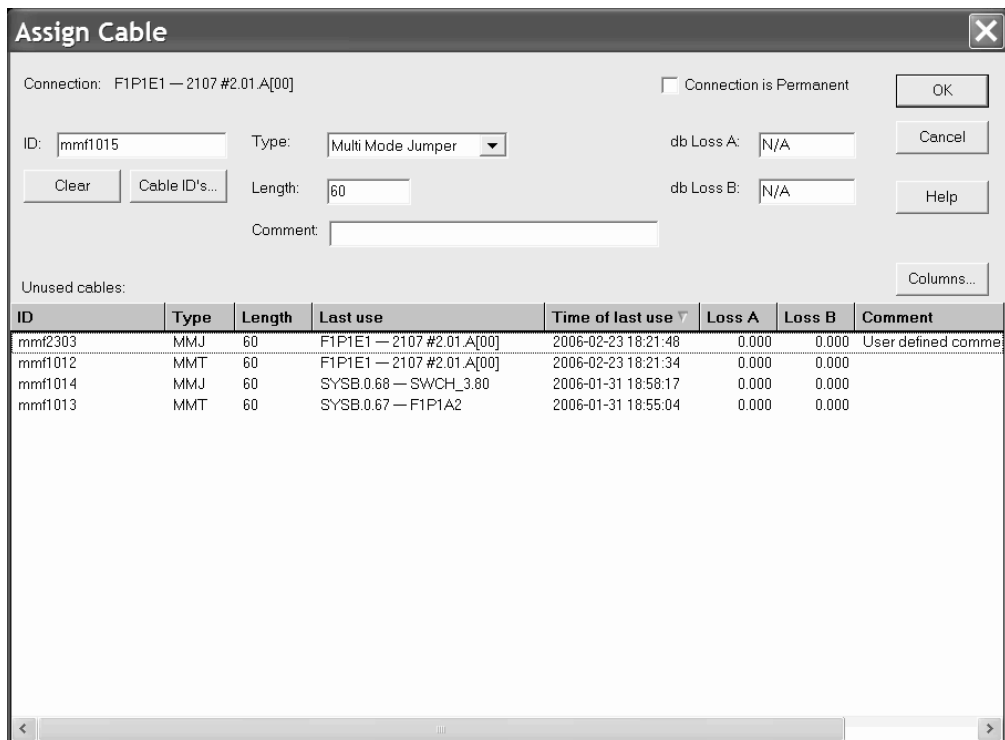 Assign Cable
Connection: F1P1E1 — 2107 #2.01.A[00]
Connection is Permanent
OK
ID: mmf1015
Type: Multi Mode Jumper
db Loss A: N/A
Cancel
Clear
Cable ID's...
Length: 60
db Loss B: N/A
Help
Comment:
Unused cables:
Columns...
ID Type Length Last use Time of last use Loss A Loss B Comment
mmf2303 MMJ 60 F1P1E1 — 2107 #2.01.A[00] 2006-02-23 18:21:48 0.000 0.000 User defined comme
mmf1012 MMT 60 F1P1E1 — 2107 #2.01.A[00] 2006-02-23 18:21:34 0.000 0.000
mmf1014 MMJ 60 SYSB.0.68 — SWCH_3.80 2006-01-31 18:58:17 0.000 0.000
mmf1013 MMT 60 SYSB.0.67 — F1P1A2 2006-01-31 18:55:04 0.000 0.000